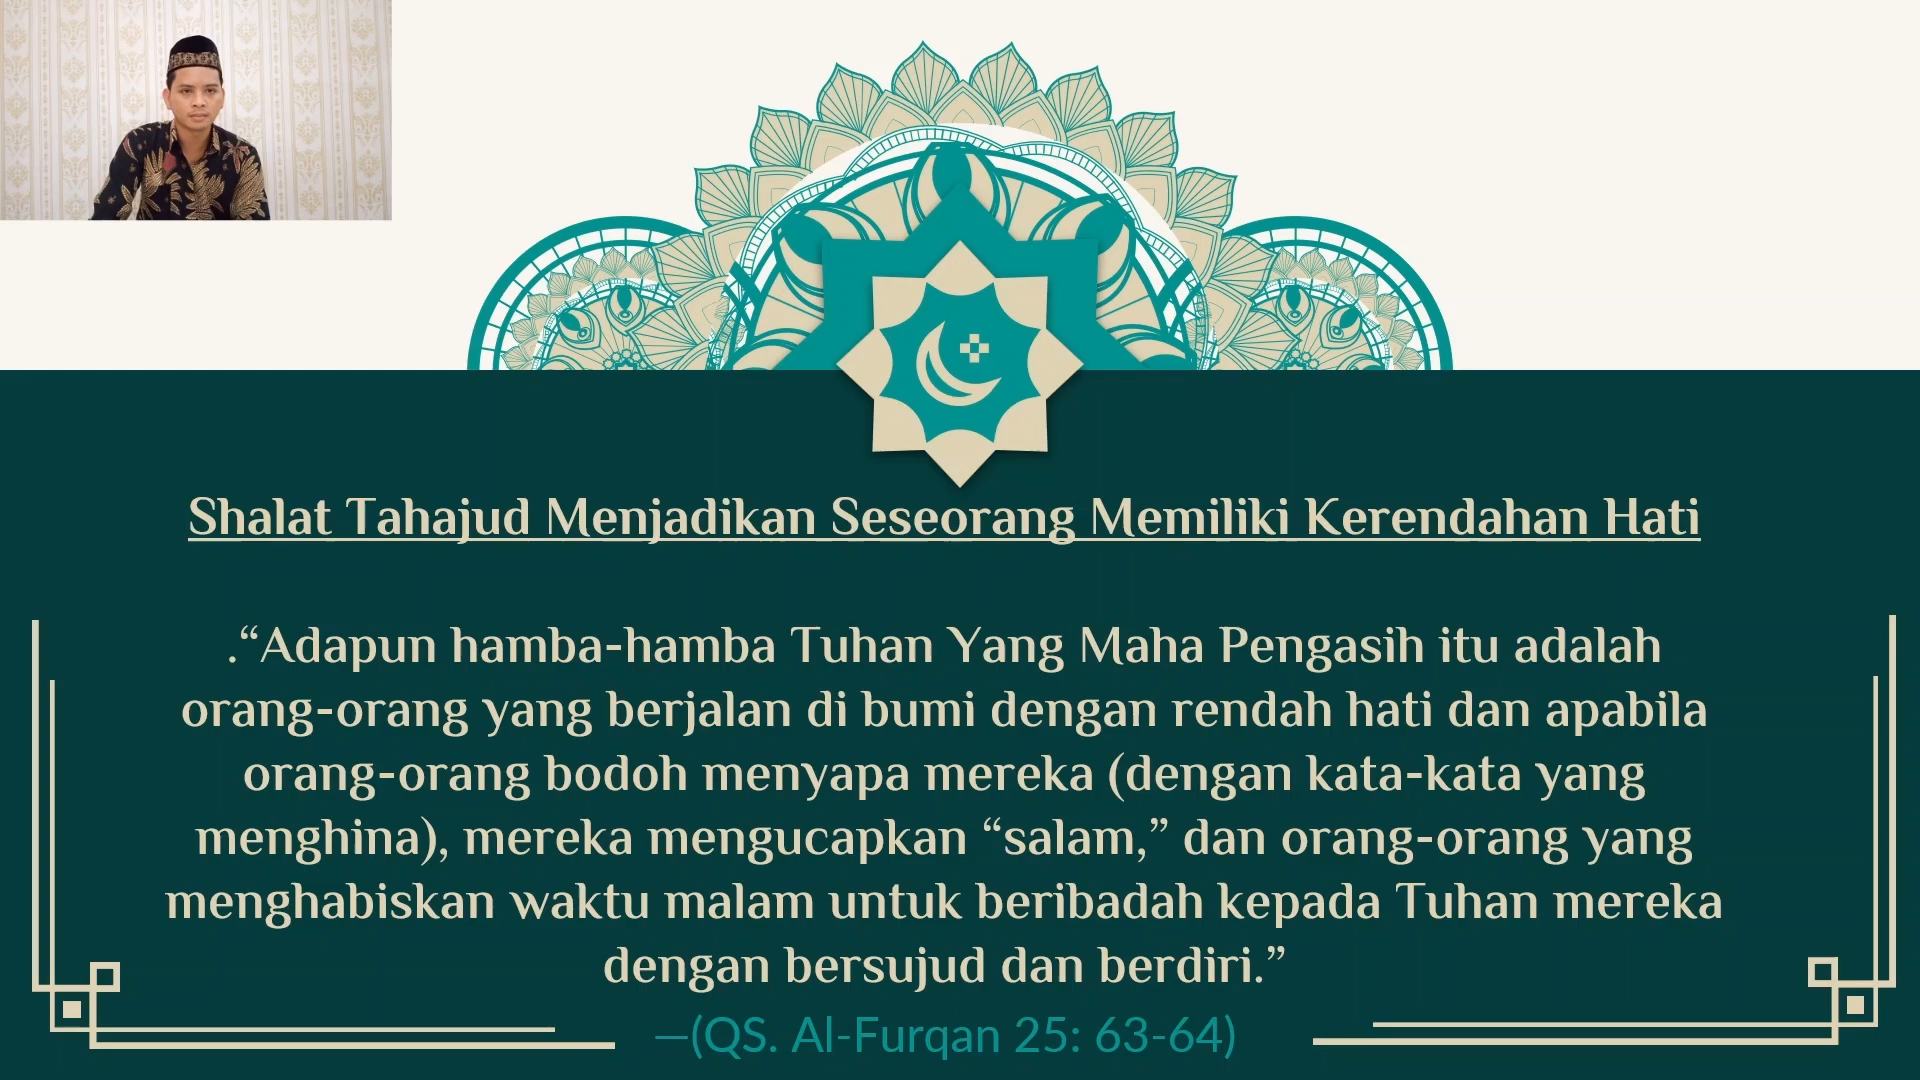 Shalat Tahajud Menjadikan Seseorang Memiliki Kerendahan Hati
.“Adapun hamba-hamba Tuhan Yang Maha Pengasih itu adalah
orang-orang yang berjalan di bumi dengan rendah hati dan apabila
orang-orang bodoh menyapa mereka (dengan kata-kata yang
menghina), mereka mengucapkan “salam,” dan orang-orang yang
menghabiskan waktu malam untuk beribadah kepada Tuhan mereka
dengan bersujud dan berdiri.”
—(QS. Al-Furqan 25: 63-64)